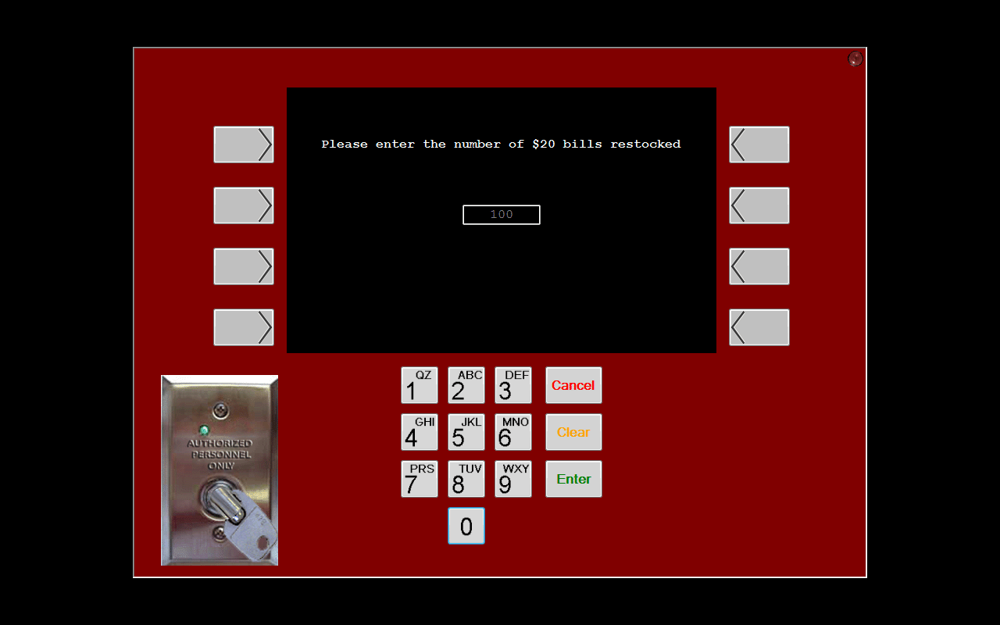 Please enter the number of $20 bills restocked
100
QZ
1
ABC
2
DEF
3
Cancel
GHI
4
JKL
5
MNO
6
Clear
PRS
7
TUV
8
WXY
9
Enter
0
AUTHORIZED
PERSONNEL
ONLY